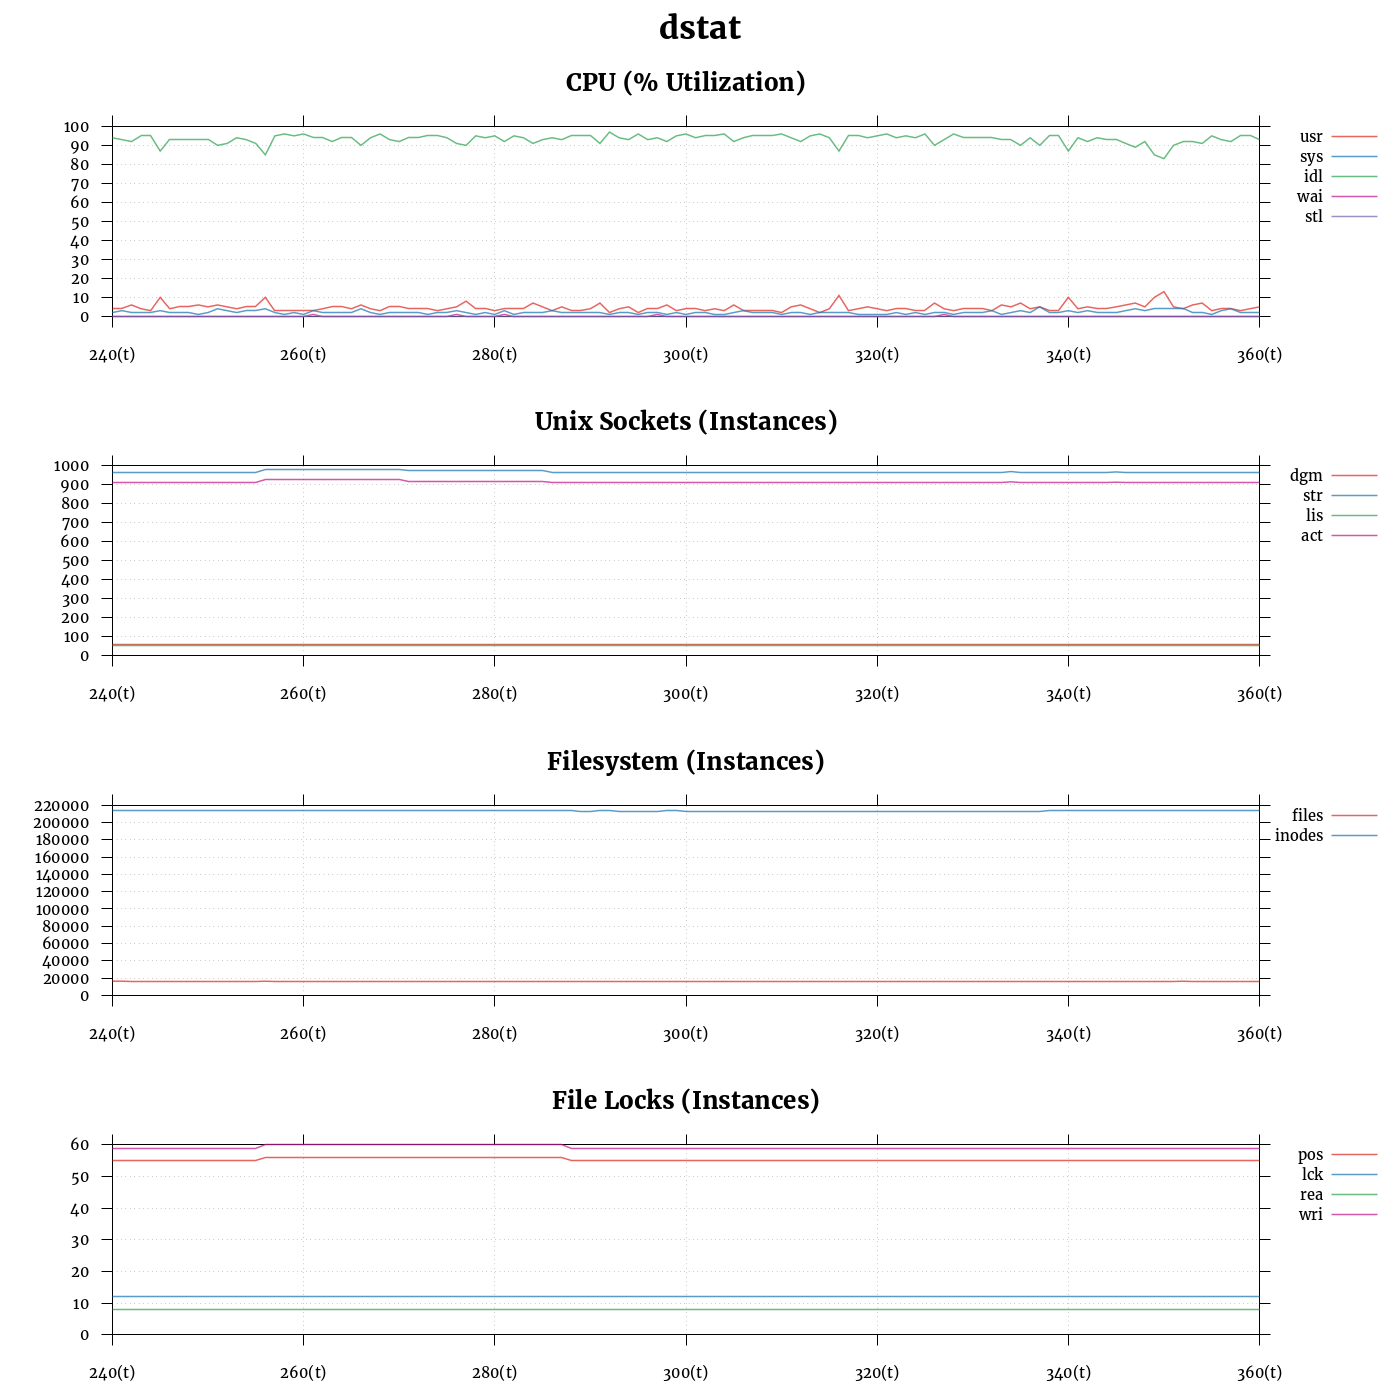 dstat
CPU (% Utilization)
100
90
80
70
60
50
40
30
20
10
0
240(t) 260(t) 280(t) 300(t) 320(t) 340(t) 360(t)
usr
sys
idl
wai
stl
Unix Sockets (Instances)
1000
900
800
700
600
500
400
300
200
100
0
240(t) 260(t) 280(t) 300(t) 320(t) 340(t) 360(t)
dgm
str
lis
act
Filesystem (Instances)
220000
200000
180000
160000
140000
120000
100000
80000
60000
40000
20000
0
240(t) 260(t) 280(t) 300(t) 320(t) 340(t) 360(t)
files
inodes
File Locks (Instances)
60
50
40
30
20
10
0
240(t) 260(t) 280(t) 300(t) 320(t) 340(t) 360(t)
pos
lck
rea
wri